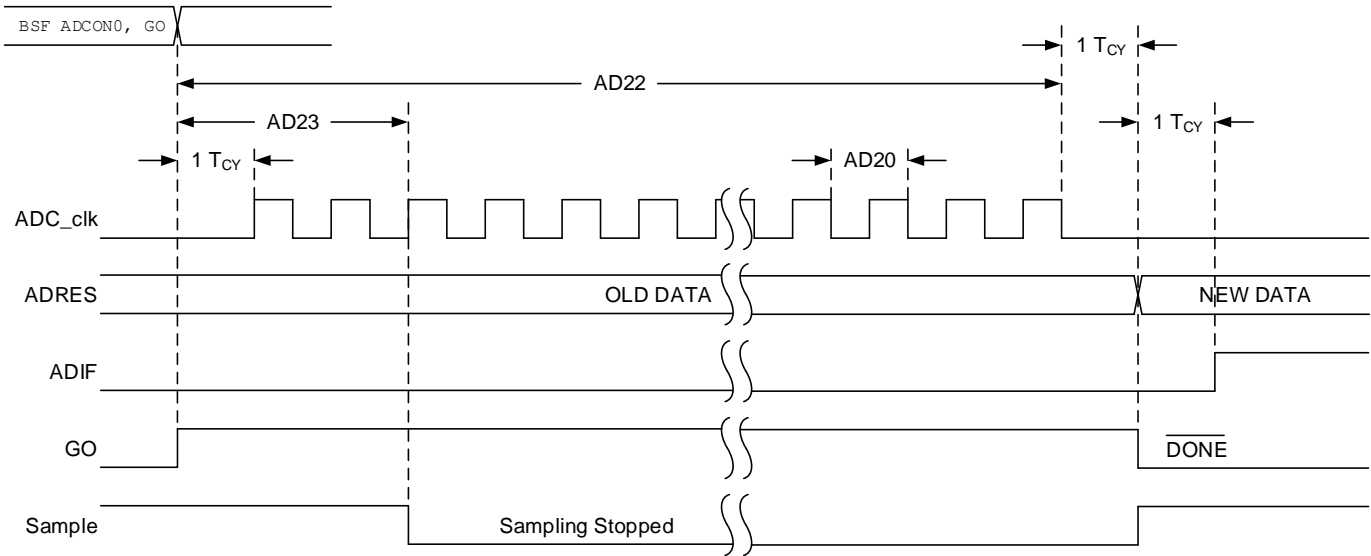 BSF ADCON0, GO
1 TCY
AD22
AD23
1 TCY
1 TCY
AD20
ADC_clk
ADRES
OLD DATA
NEW DATA
ADIF
GO
DONE
Sample
Sampling Stopped